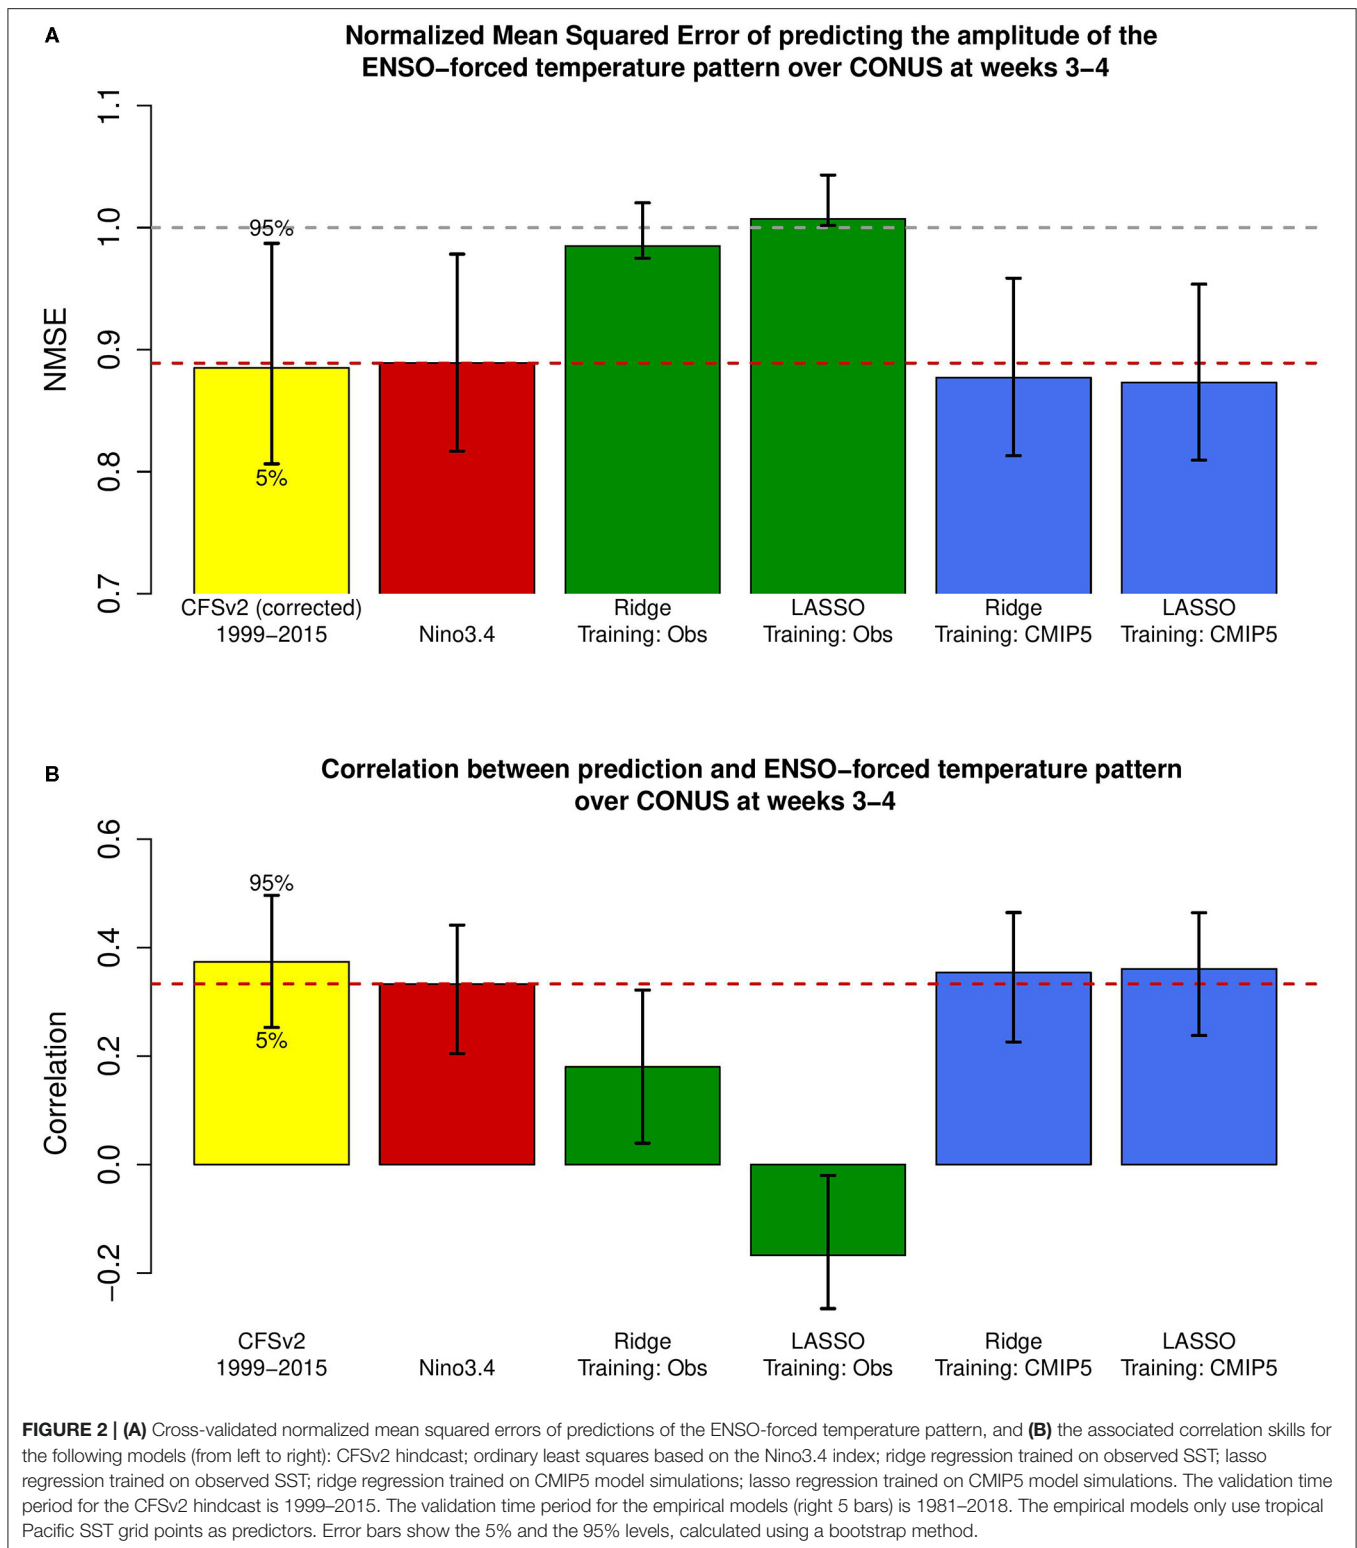 A
Normalized Mean Squared Error of predicting the amplitude of the
ENSO−forced temperature pattern over CONUS at weeks 3−4
NMSE
1.1
1.0
0.9
0.8
0.7
95%
5%
CFSv2 (corrected)
1999−2015
Nino3.4
Ridge
Training: Obs
LASSO
Training: Obs
Ridge
Training: CMIP5
LASSO
Training: CMIP5
B
Correlation between prediction and ENSO−forced temperature pattern
over CONUS at weeks 3−4
Correlation
0.6
0.4
0.2
0.0
−0.2
95%
5%
CFSv2
1999−2015
Nino3.4
Ridge
Training: Obs
LASSO
Training: Obs
Ridge
Training: CMIP5
LASSO
Training: CMIP5
FIGURE 2 | (A) Cross-validated normalized mean squared errors of predictions of the ENSO-forced temperature pattern, and (B) the associated correlation skills for
the following models (from left to right): CFSv2 hindcast; ordinary least squares based on the Nino3.4 index; ridge regression trained on observed SST; lasso
regression trained on observed SST; ridge regression trained on CMIP5 model simulations; lasso regression trained on CMIP5 model simulations. The validation time
period for the CFSv2 hindcast is 1999–2015. The validation time period for the empirical models (right 5 bars) is 1981–2018. The empirical models only use tropical
Pacific SST grid points as predictors. Error bars show the 5% and the 95% levels, calculated using a bootstrap method.